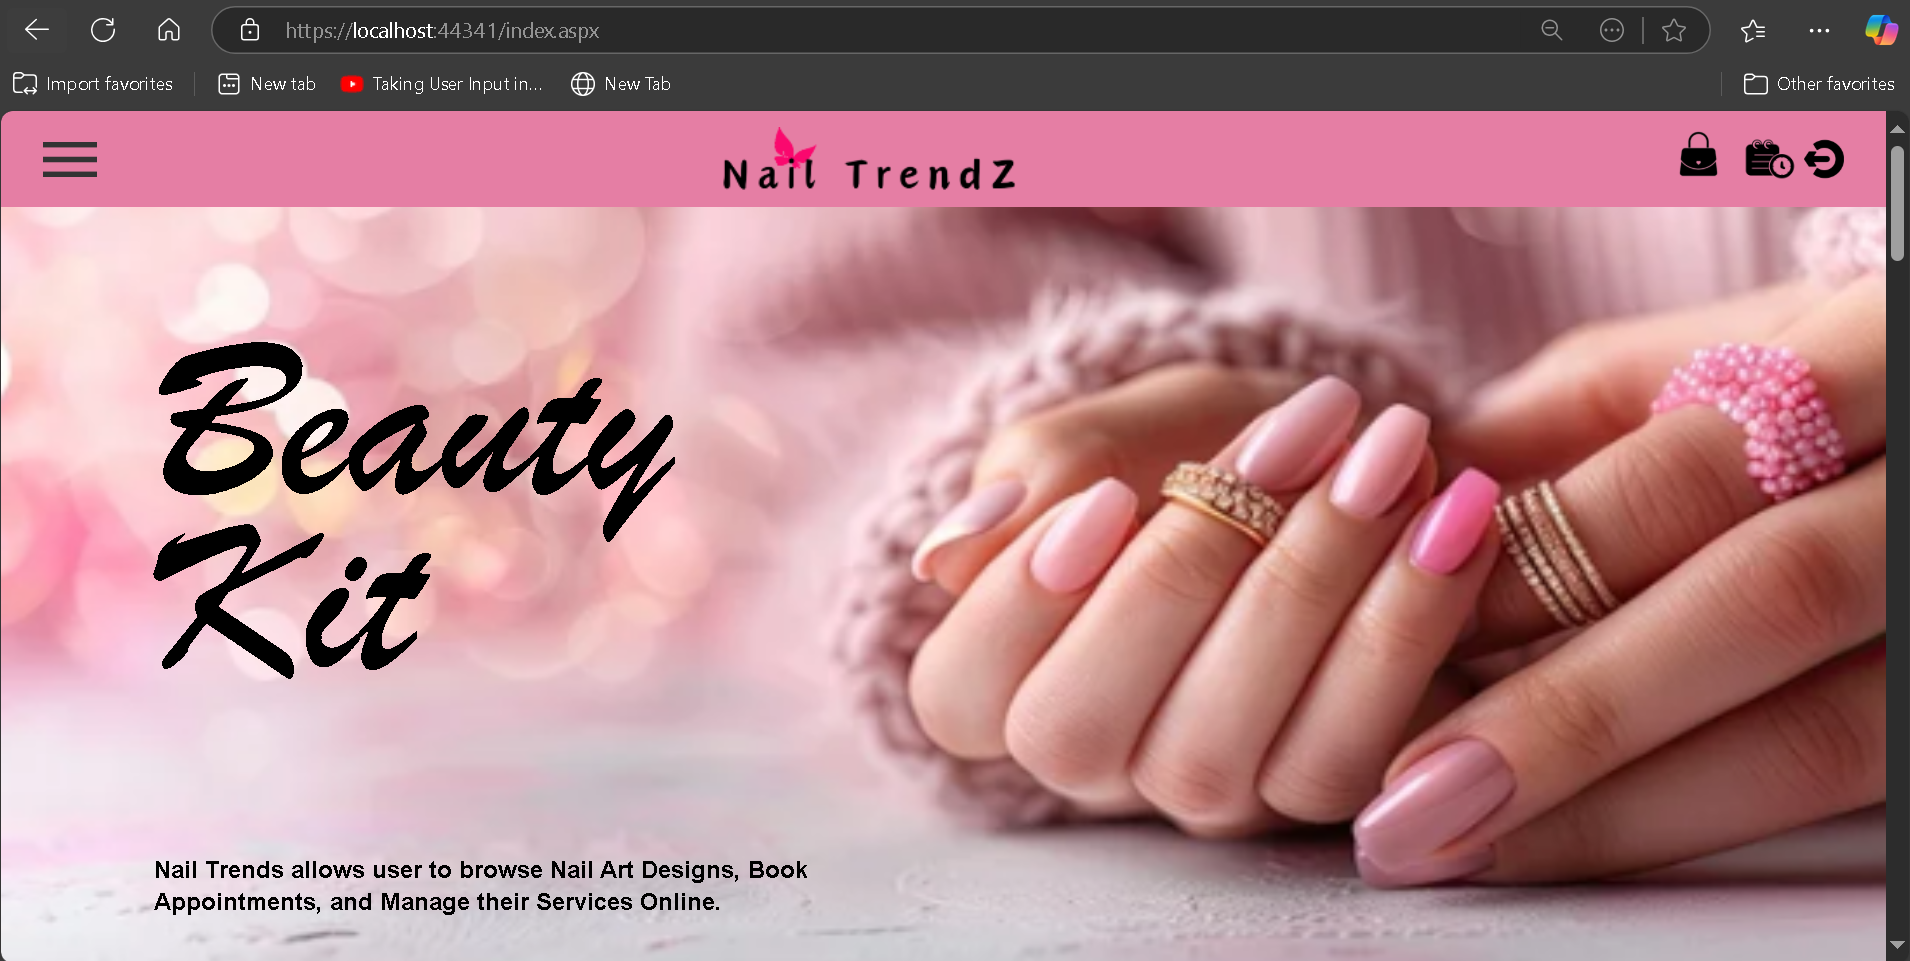 https://localhost:44341/index.aspx
Import favorites
New tab
Taking User Input in...
New Tab
Other favorites
Nail TrendZ
Beauty
Kit
Nail Trends allows user to browse Nail Art Designs, Book
Appointments, and Manage their Services Online.